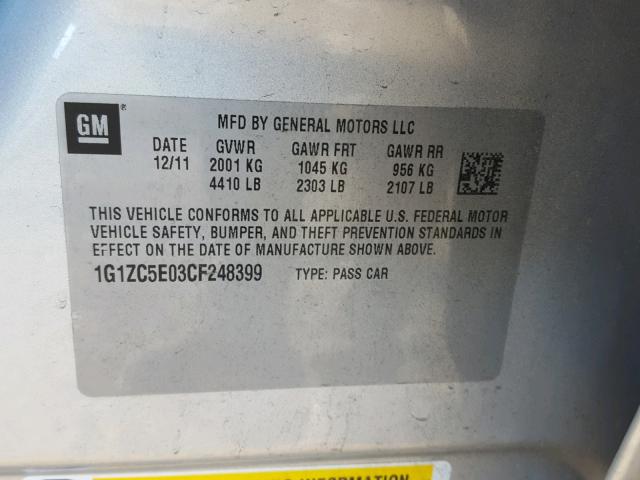 GM
MFD BY GENERAL MOTORS LLC
DATE GVWR GAWR FRT GAWR RR
12/11 2001 KG 1045 KG 956 KG
4410 LB 2303 LB 2107 LB
THIS VEHICLE CONFORMS TO ALL APPLICABLE U.S. FEDERAL MOTOR
VEHICLE SAFETY, BUMPER, AND THEFT PREVENTION STANDARDS IN
EFFECT ON THE DATE OF MANUFACTURE SHOWN ABOVE.
1G1ZC5E03CF248399 TYPE: PASS CAR
INFORMATION